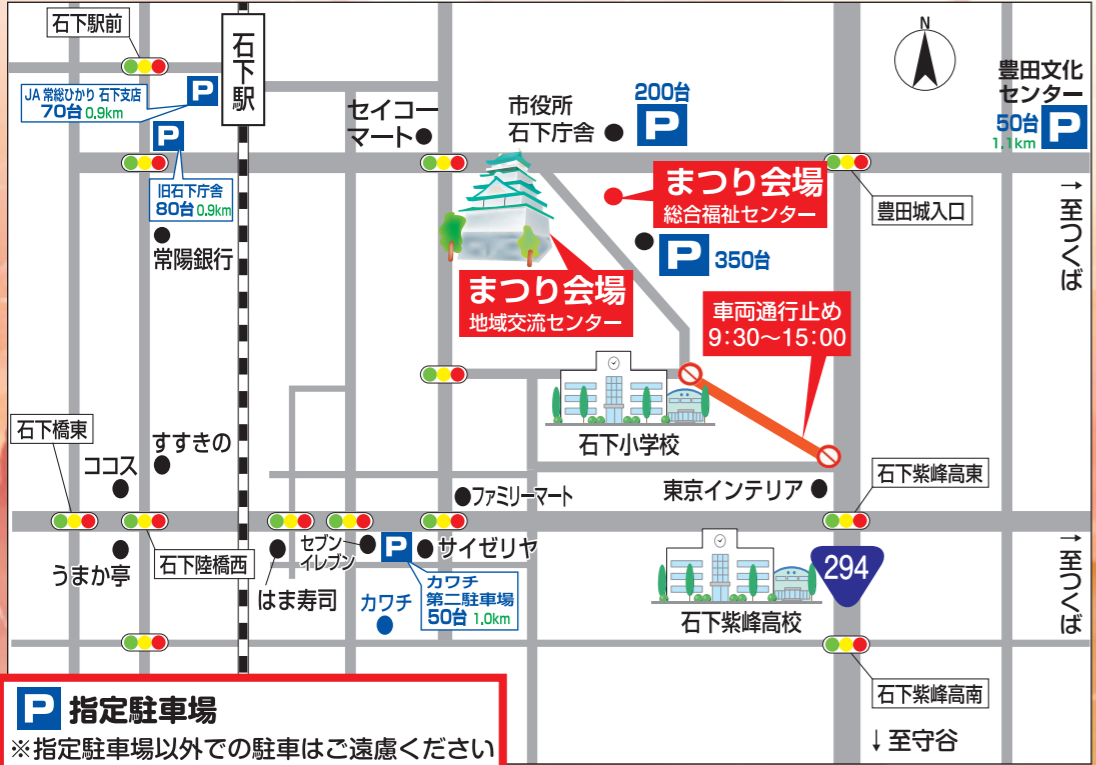 石下駅前
石下駅
N
豊田文化
センター
50台
1.1km
P
P
JA 常総ひかり 石下支店
70台 0.9km
セイコー
マート
市役所
石下庁舎
200台
P
P
旧石下庁舎
80台 0.9km
常陽銀行
まつり会場
総合福祉センター
豊田城入口
→至つくば
P 350台
まつり会場
地域交流センター
車両通行止め
9:30〜15:00
石下小学校
石下橋東
すすきの
ココス
ファミリーマート
東京インテリア
石下紫峰高東
うまか亭
石下陸橋西
はま寿司
セブン
イレブン
P
サイゼリヤ
カワチ
第二駐車場
50台 1.0km
カワチ
石下紫峰高校
294
→至つくば
石下紫峰高南
↓至守谷
P 指定駐車場
※指定駐車場以外での駐車はご遠慮ください